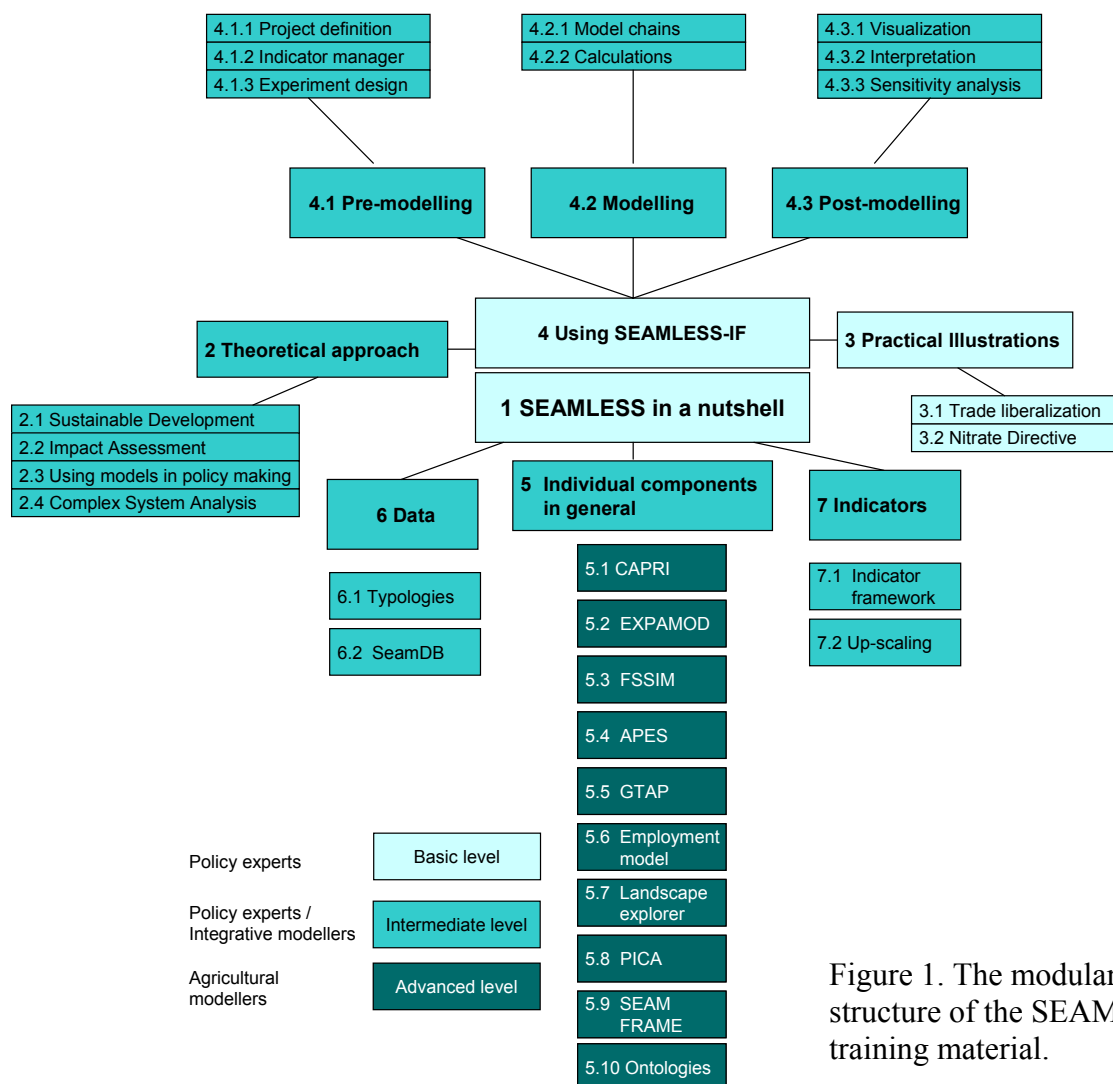 4.1.1 Project definition
4.1.2 Indicator manager
4.1.3 Experiment design
4.2.1 Model chains
4.2.2 Calculations
4.3.1 Visualization
4.3.2 Interpretation
4.3.3 Sensitivity analysis
4.1 Pre-modelling
4.2 Modelling
4.3 Post-modelling
2 Theoretical approach
4 Using SEAMLESS-IF
3 Practical Illustrations
1 SEAMLESS in a nutshell
2.1 Sustainable Development
2.2 Impact Assessment
2.3 Using models in policy making
2.4 Complex System Analysis
3.1 Trade liberalization
3.2 Nitrate Directive
6 Data
5 Individual components
in general
7 Indicators
6.1 Typologies
6.2 SeamDB
5.1 CAPRI
5.2 EXPAMOD
5.3 FSSIM
5.4 APES
5.5 GTAP
5.6 Employment
model
5.7 Landscape
explorer
5.8 PICA
5.9 SEAM
FRAME
5.10 Ontologies
7.1 Indicator
framework
7.2 Up-scaling
Policy experts
Basic level
Policy experts /
Integrative modellers
Intermediate level
Agricultural
modellers
Advanced level
Figure 1. The modular
structure of the SEAM
training material.